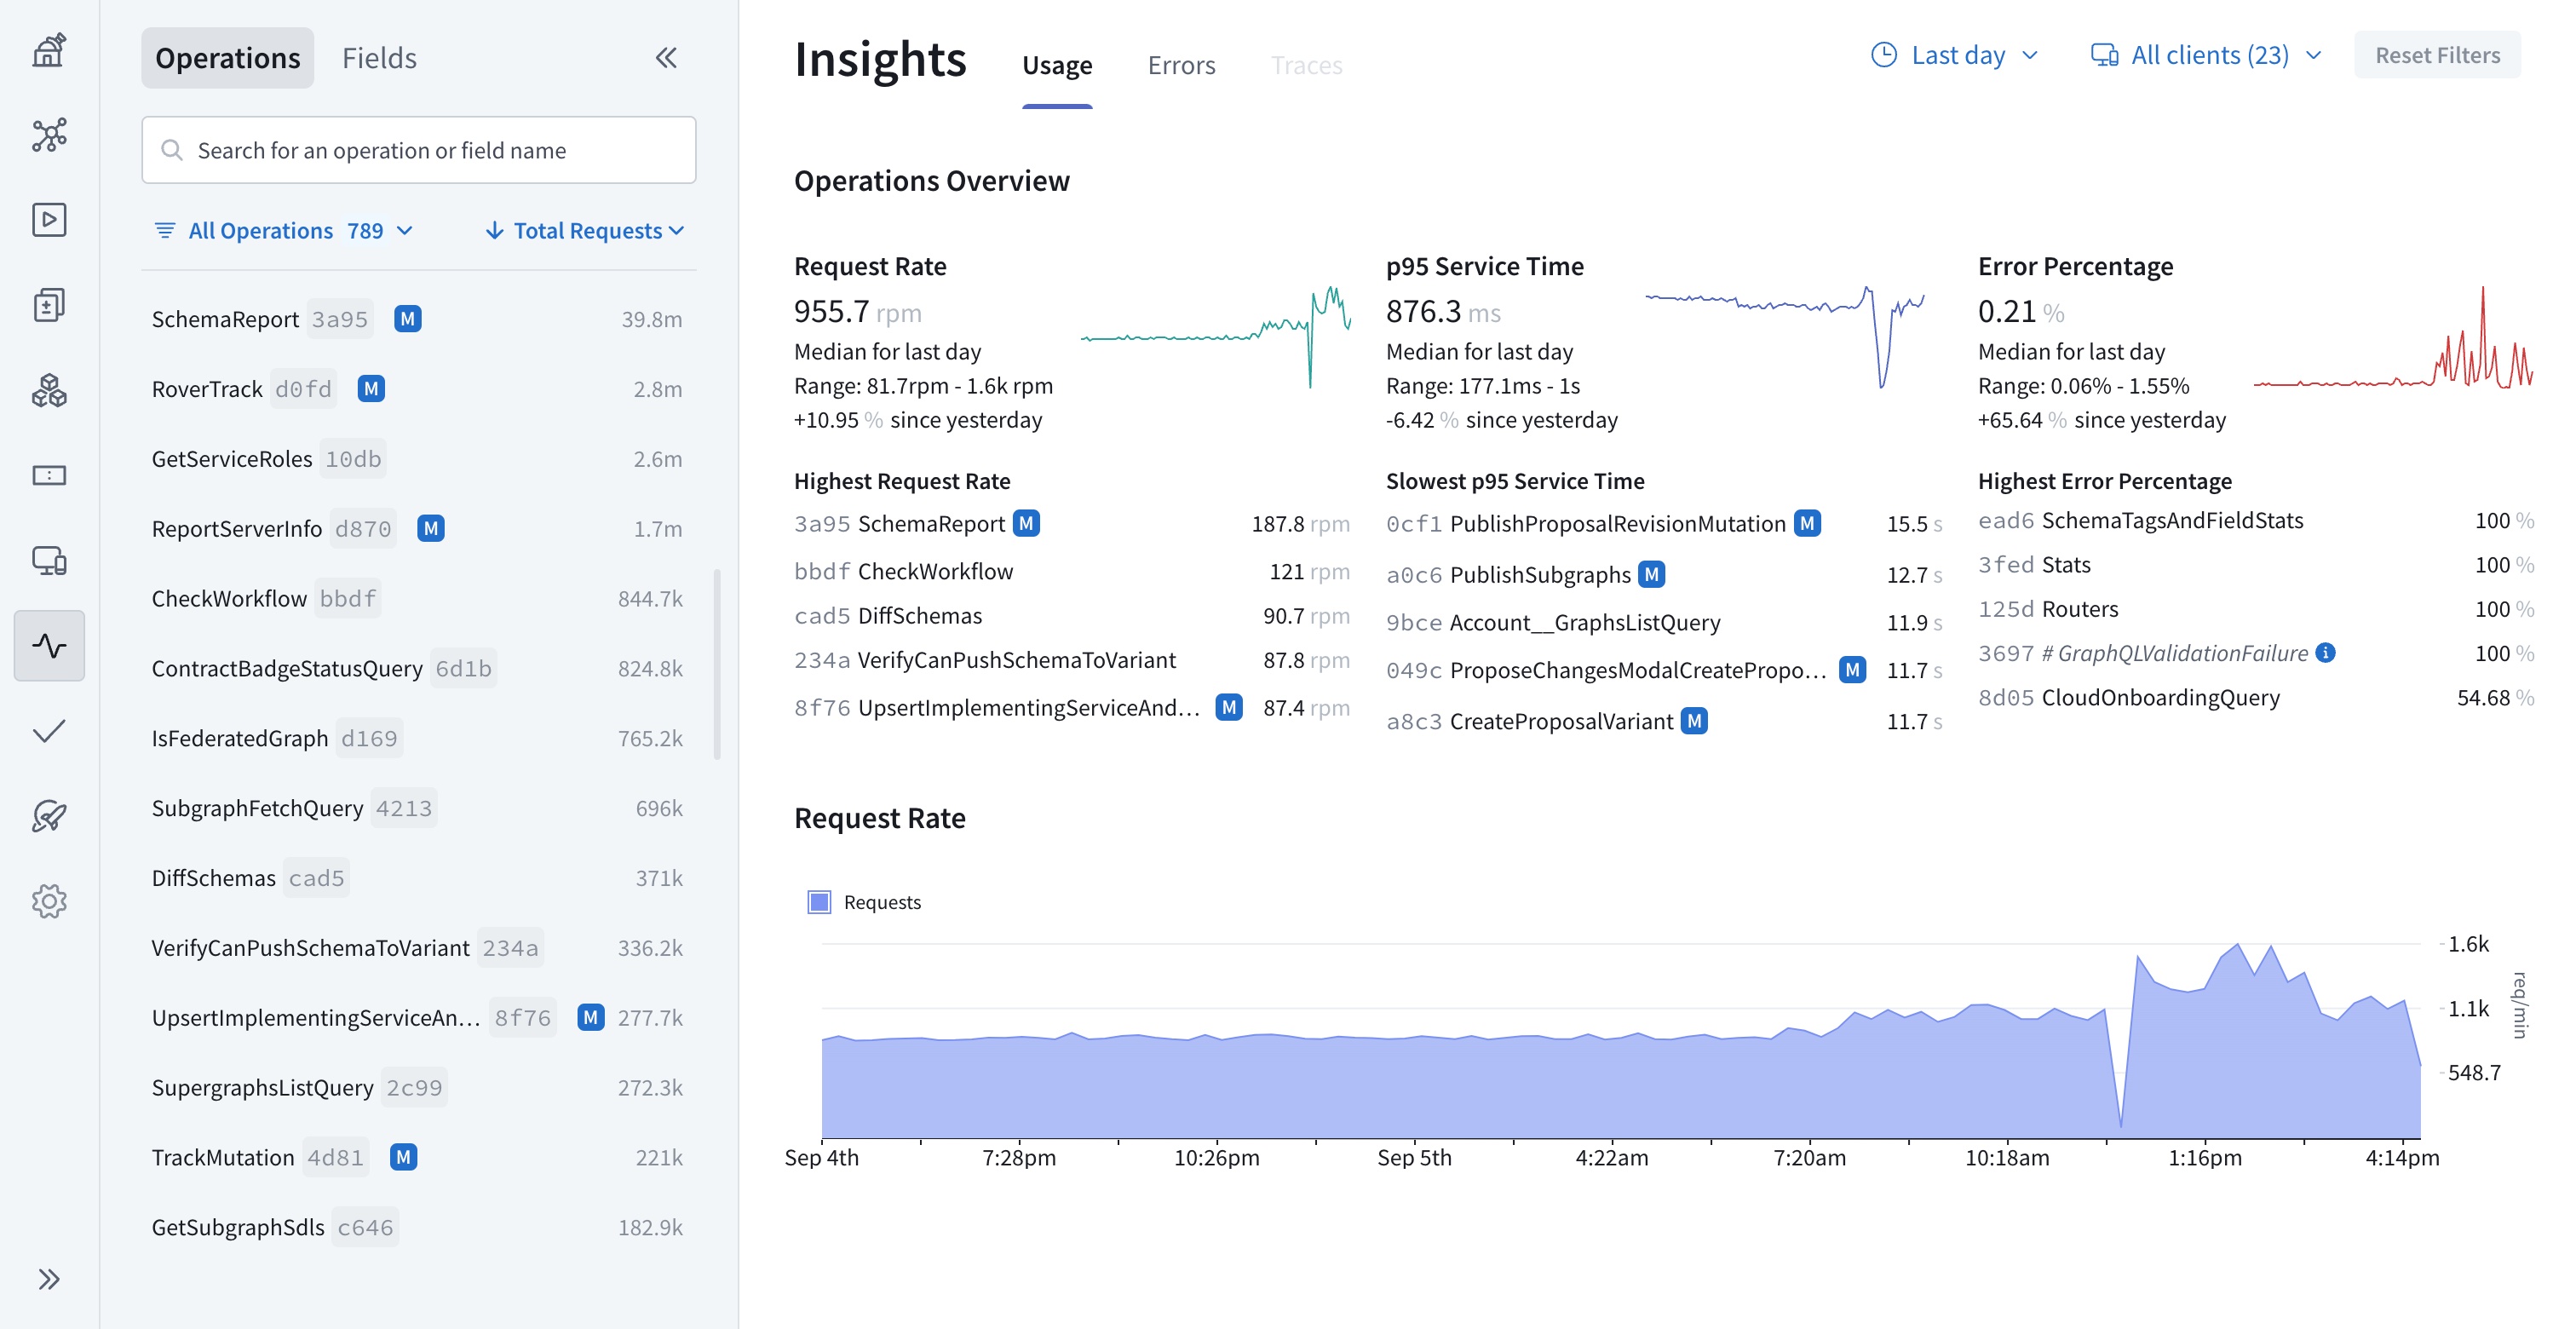 Operations Fields
Search for an operation or field name
All Operations 789 Total Requests
SchemaReport 3a95 M 39.8m
RoverTrack d0fd M 2.8m
GetServiceRoles 10db 2.6m
ReportServerInfo d870 M 1.7m
CheckWorkflow bbdf 844.7k
ContractBadgeStatusQuery 6d1b 824.8k
IsFederatedGraph d169 765.2k
SubgraphFetchQuery 4213 696k
DiffSchemas cad5 371k
VerifyCanPushSchemaToVariant 234a 336.2k
UpsertImplementingServiceAn... 8f76 M 277.7k
SupergraphsListQuery 2c99 272.3k
TrackMutation 4d81 M 221k
GetSubgraphSdls c646 182.9k
Insights Usage Errors Traces
Last day All clients (23) Reset Filters
Operations Overview
Request Rate
955.7 rpm
Median for last day
Range: 81.7rpm - 1.6k rpm
+10.95 % since yesterday
p95 Service Time
876.3 ms
Median for last day
Range: 177.1ms - 1s
-6.42 % since yesterday
Error Percentage
0.21 %
Median for last day
Range: 0.06% - 1.55%
+65.64 % since yesterday
Highest Request Rate
3a95 SchemaReport M 187.8 rpm
bbdf CheckWorkflow 121 rpm
cad5 DiffSchemas 90.7 rpm
234a VerifyCanPushSchemaToVariant 87.8 rpm
8f76 UpsertImplementingServiceAnd... M 87.4 rpm
Slowest p95 Service Time
0cf1 PublishProposalRevisionMutation M 15.5 s
a0c6 PublishSubgraphs M 12.7 s
9bce Account__GraphsListQuery 11.9 s
049c ProposeChangesModalCreatePropo... M 11.7 s
a8c3 CreateProposalVariant M 11.7 s
Highest Error Percentage
ead6 SchemaTagsAndFieldStats 100 %
3fed Stats 100 %
125d Routers 100 %
3697 # GraphQLValidationFailure i 100 %
8d05 CloudOnboardingQuery 54.68 %
Request Rate
Requests
1.6k
1.1k
548.7
req/min
Sep 4th 7:28pm 10:26pm Sep 5th 4:22am 7:20am 10:18am 1:16pm 4:14pm